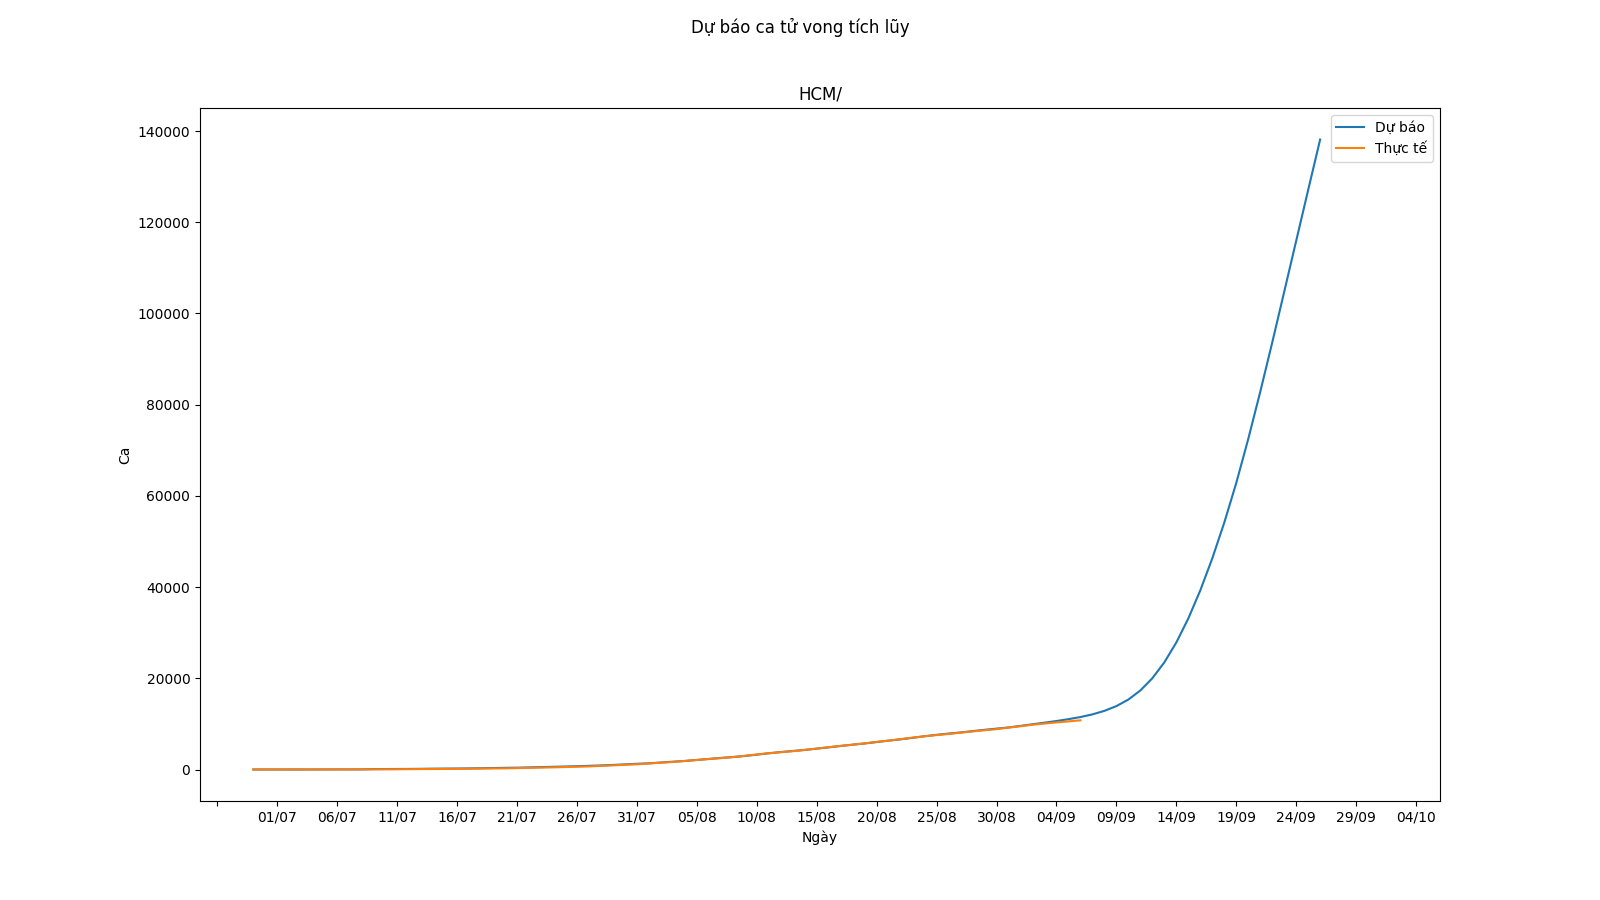 Dự báo ca tử vong tích lũy
HCM/
Dự báo
Thực tế
140000
120000
100000
80000
60000
40000
20000
0
Ca
01/07 06/07 11/07 16/07 21/07 26/07 31/07 05/08 10/08 15/08 20/08 25/08 30/08 04/09 09/09 14/09 19/09 24/09 29/09 04/10
Ngày